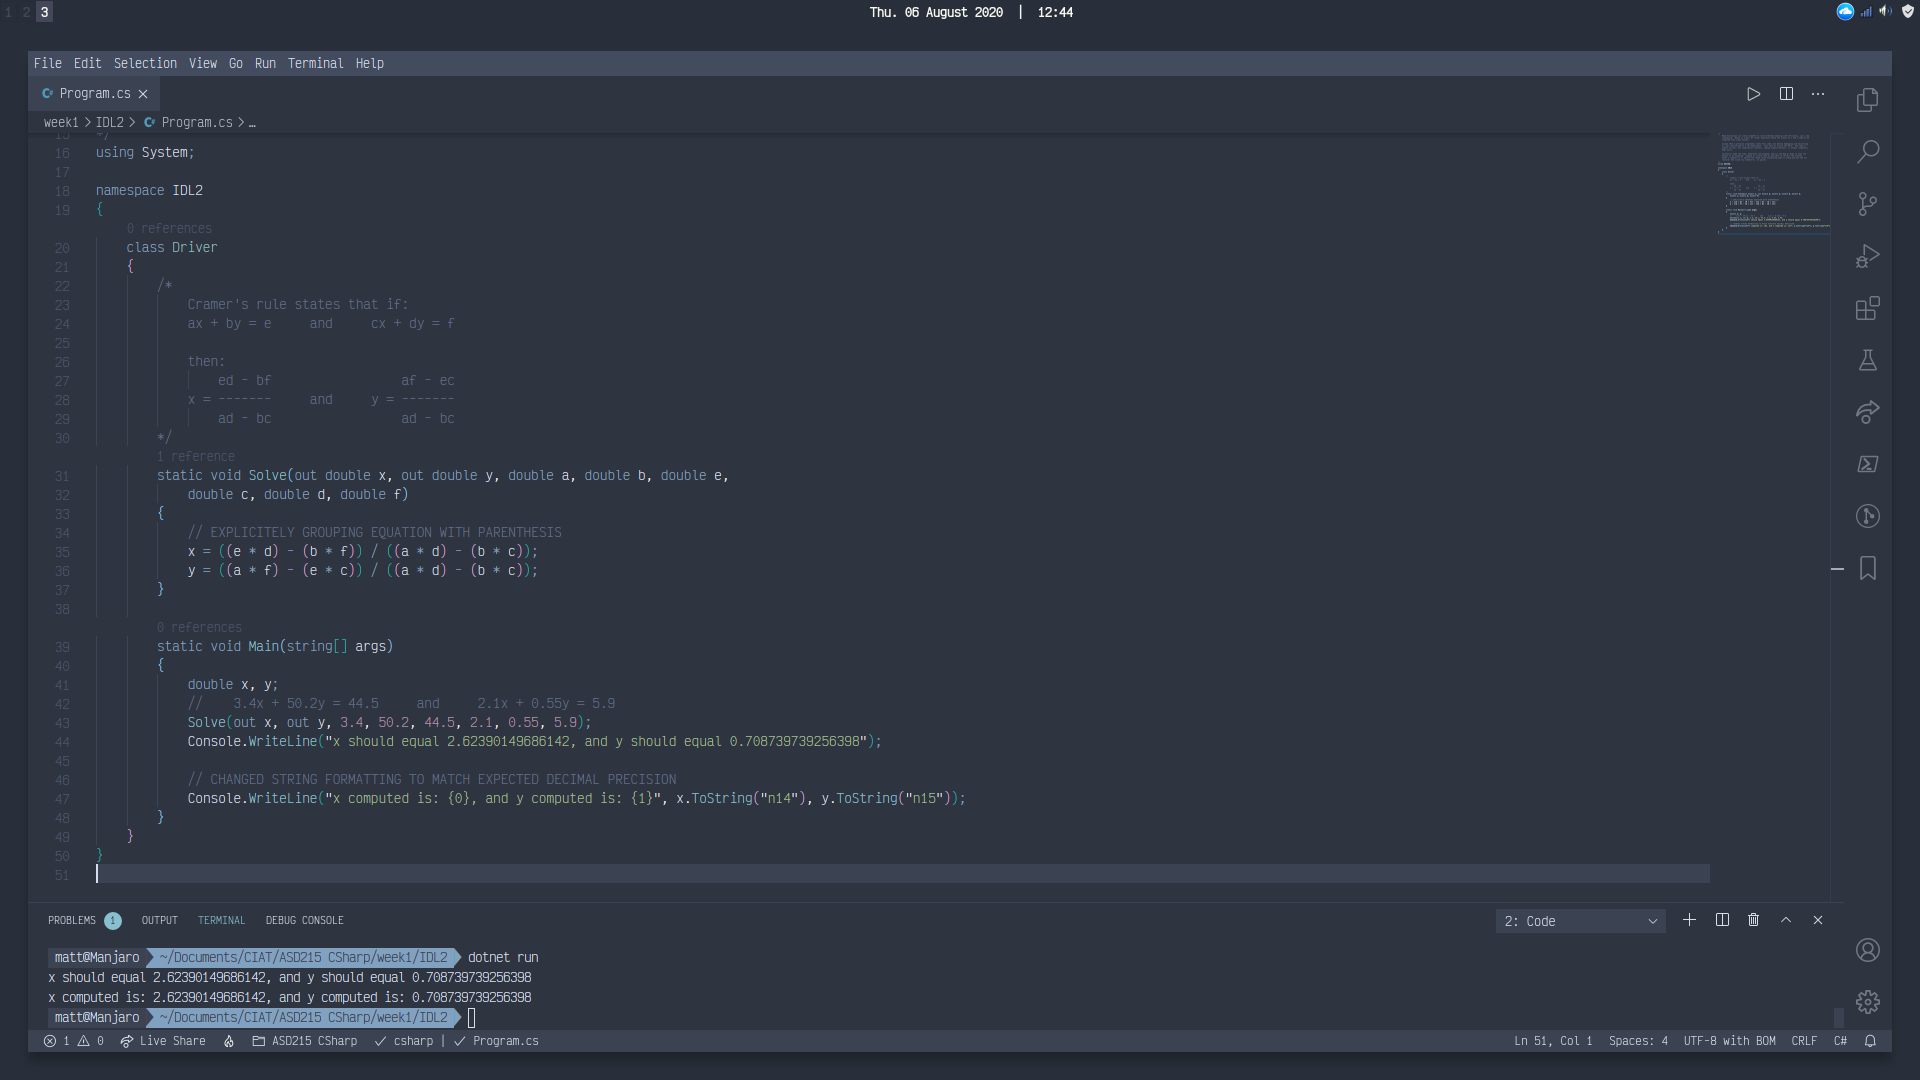 1 2 3
Thu. 06 August 2020 | 12:44
File Edit Selection View Go Run Terminal Help
Program.cs
week1 > IDL2 > Program.cs > …
15 */
16 using System;
17
18 namespace IDL2
19 {
0 references
20 class Driver
21 {
22 /*
23 Cramer's rule states that if:
24 ax + by = e     and     cx + dy = f
25
26 then:
27 ed - bf                 af - ec
28 x = -------     and     y = -------
29 ad - bc                 ad - bc
30 */
1 reference
31 static void Solve(out double x, out double y, double a, double b, double e,
32 double c, double d, double f)
33 {
34 // EXPLICITELY GROUPING EQUATION WITH PARENTHESIS
35 x = ((e * d) - (b * f)) / ((a * d) - (b * c));
36 y = ((a * f) - (e * c)) / ((a * d) - (b * c));
37 }
38
0 references
39 static void Main(string[] args)
40 {
41 double x, y;
42 //    3.4x + 50.2y = 44.5     and     2.1x + 0.55y = 5.9
43 Solve(out x, out y, 3.4, 50.2, 44.5, 2.1, 0.55, 5.9);
44 Console.WriteLine("x should equal 2.62390149686142, and y should equal 0.708739739256398");
45
46 // CHANGED STRING FORMATTING TO MATCH EXPECTED DECIMAL PRECISION
47 Console.WriteLine("x computed is: {0}, and y computed is: {1}", x.ToString("n14"), y.ToString("n15"));
48 }
49 }
50 }
51
PROBLEMS 1 OUTPUT TERMINAL DEBUG CONSOLE
2: Code
matt@Manjaro ~/Documents/CIAT/ASD215 CSharp/week1/IDL2 dotnet run
x should equal 2.62390149686142, and y should equal 0.708739739256398
x computed is: 2.62390149686142, and y computed is: 0.708739739256398
matt@Manjaro ~/Documents/CIAT/ASD215 CSharp/week1/IDL2
1 0 Live Share ASD215 CSharp csharp | Program.cs
Ln 51, Col 1 Spaces: 4 UTF-8 with BOM CRLF C#